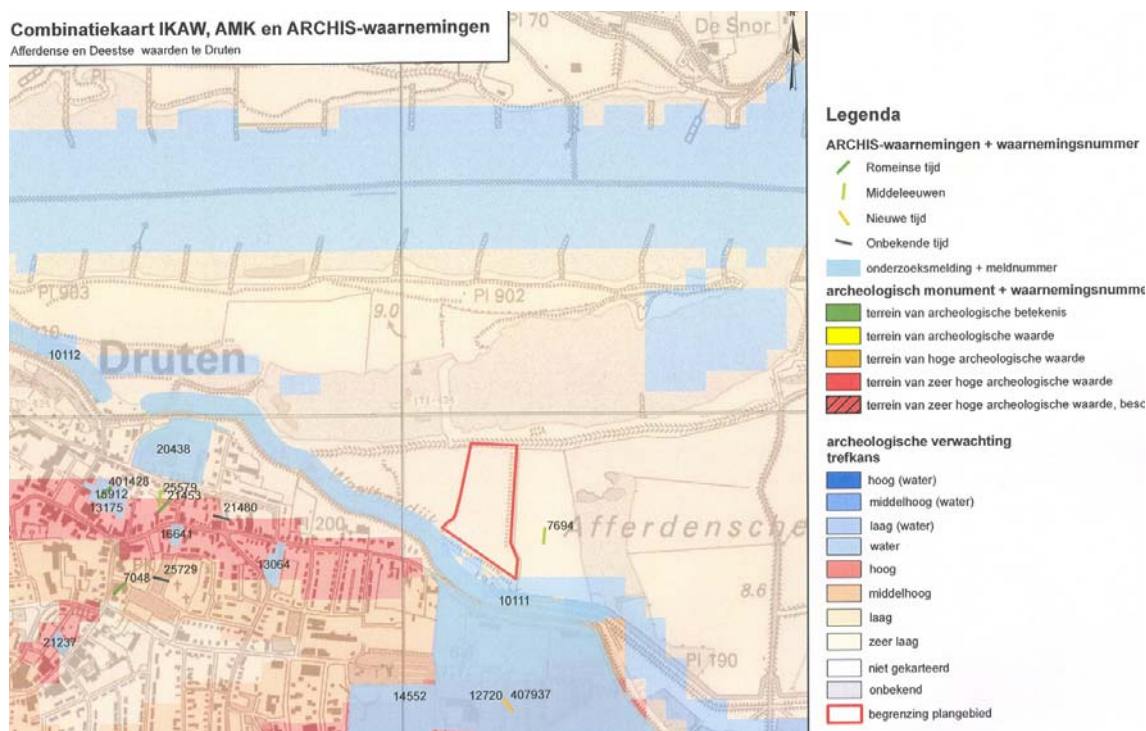 Combinatiekaart IKAW, AMK en ARCHIS-waarnemingen
Afferdense en Deestse waarden te Druten
Pl 70
De Snor
N
Pl 903
Pl 902
9.0
10
10112
Druten
20438
401428
25579
15912
21453
13175
21480
Pl 200
16641
7694
Afferdensche
13064
25729
7048
10111
8.6
21237
Pl 190
14552
12720
407937
Legenda
ARCHIS-waarnemingen + waarnemingsnummer
Romeinse tijd
Middeleeuwen
Nieuwe tijd
Onbekende tijd
onderzoeksmelding + meldnummer
archeologisch monument + waarnemingsnumme
terrein van archeologische betekenis
terrein van archeologische waarde
terrein van hoge archeologische waarde
terrein van zeer hoge archeologische waarde
terrein van zeer hoge archeologische waarde, besc
archeologische verwachting
trefkans
hoog (water)
middelhoog (water)
laag (water)
water
hoog
middelhoog
laag
zeer laag
niet gekarteerd
onbekend
begrenzing plangebied